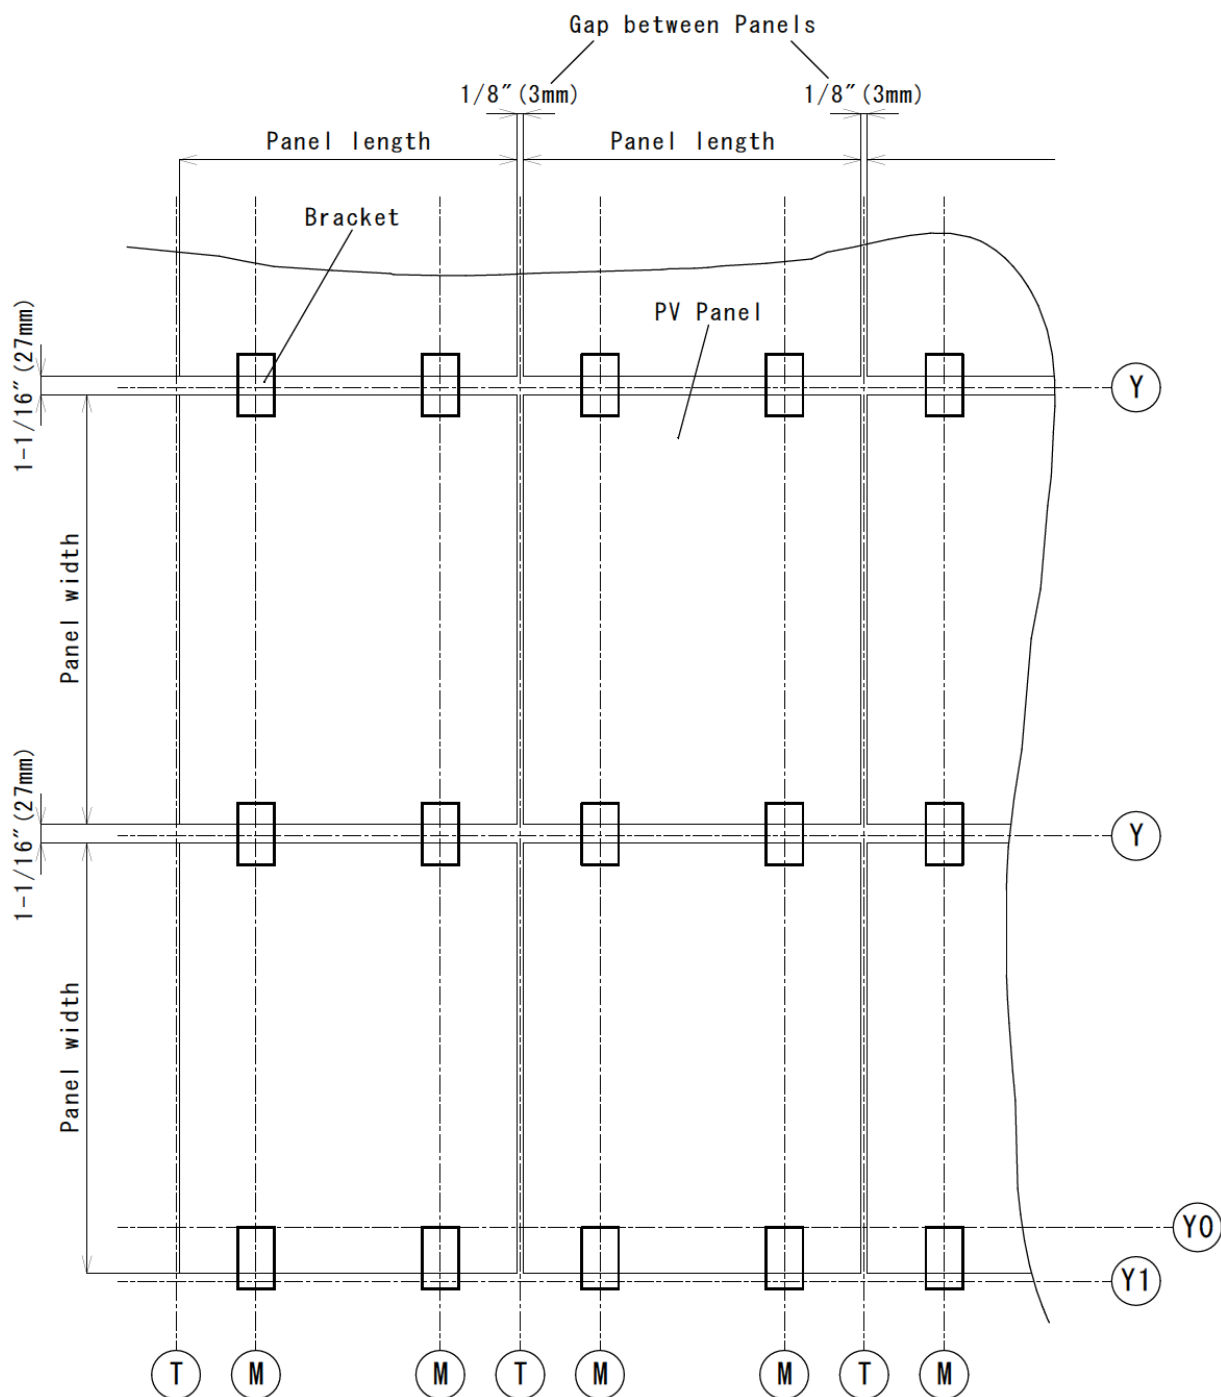 Gap between Panels
1/8"(3mm)
1/8"(3mm)
Panel length
Panel length
Bracket
PV Panel
1-1/16"(27mm)
Y
Panel width
1-1/16"(27mm)
Y
Panel width
Y0
Y1
T
M
M
T
M
M
T
M